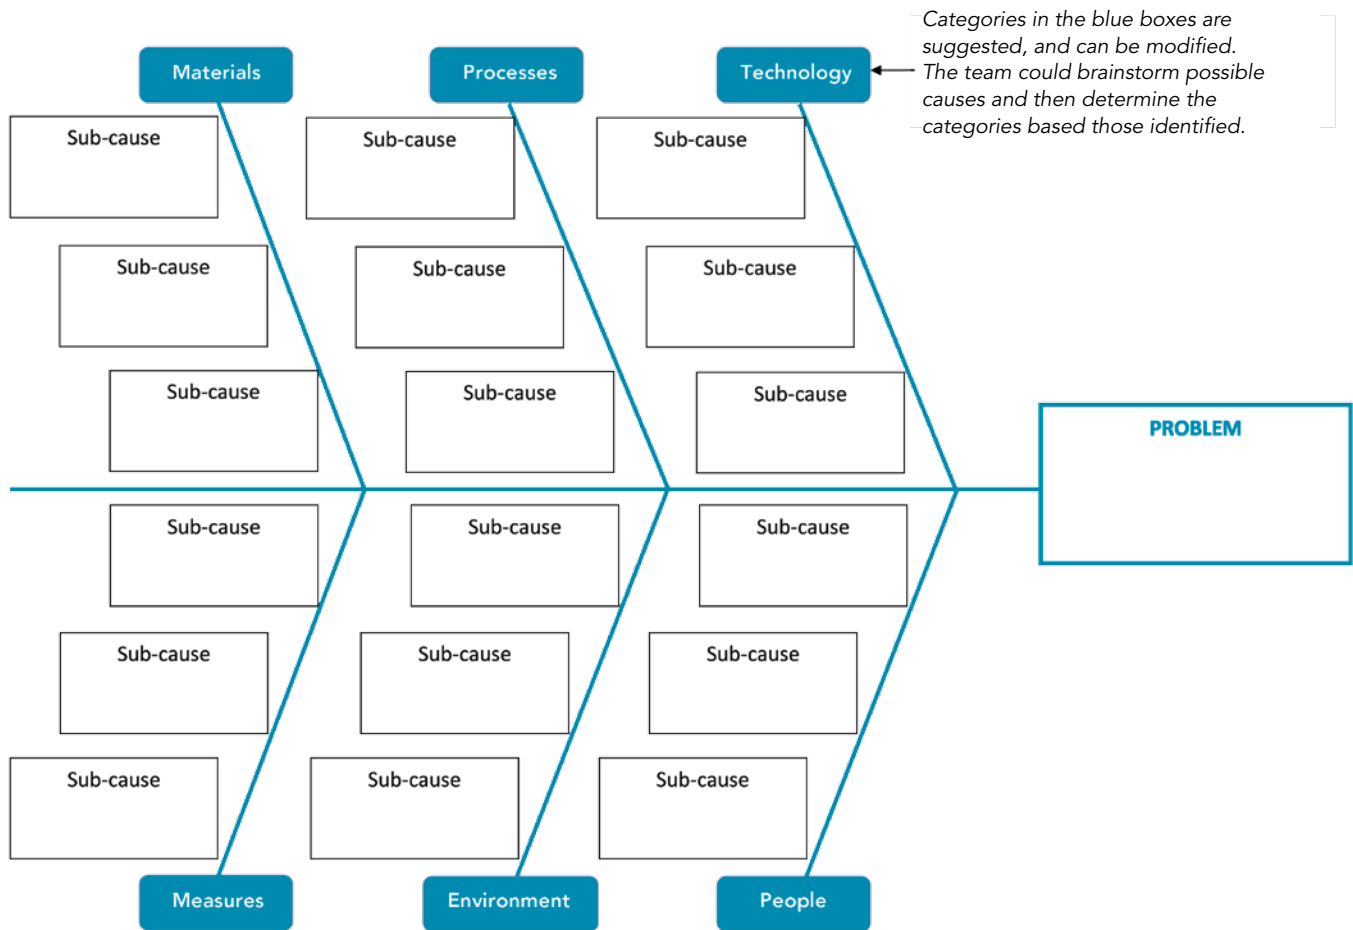 Categories in the blue boxes are
suggested, and can be modified.
The team could brainstorm possible
causes and then determine the
categories based those identified.
Materials
Processes
Technology
Sub-cause
Sub-cause
Sub-cause
Sub-cause
Sub-cause
Sub-cause
Sub-cause
Sub-cause
Sub-cause
PROBLEM
Sub-cause
Sub-cause
Sub-cause
Sub-cause
Sub-cause
Sub-cause
Sub-cause
Sub-cause
Sub-cause
Measures
Environment
People